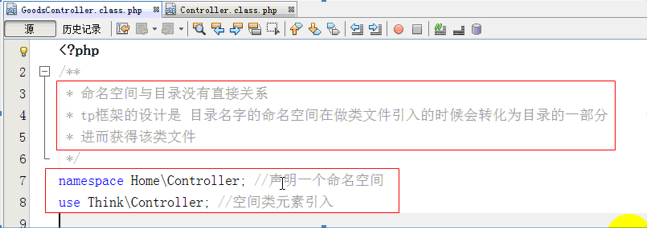 GoodsController.class.php Controller.class.php
源 历史记录
1 <?php
2 /**
3 * 命名空间与目录没有直接关系
4 * tp框架的设计是 目录名字的命名空间在做类文件引入的时候会转化为目录的一部分
5 * 进而获得该类文件
6 */
7 namespace Home\Controller; //声明一个命名空间
8 use Think\Controller; //空间类元素引入
9